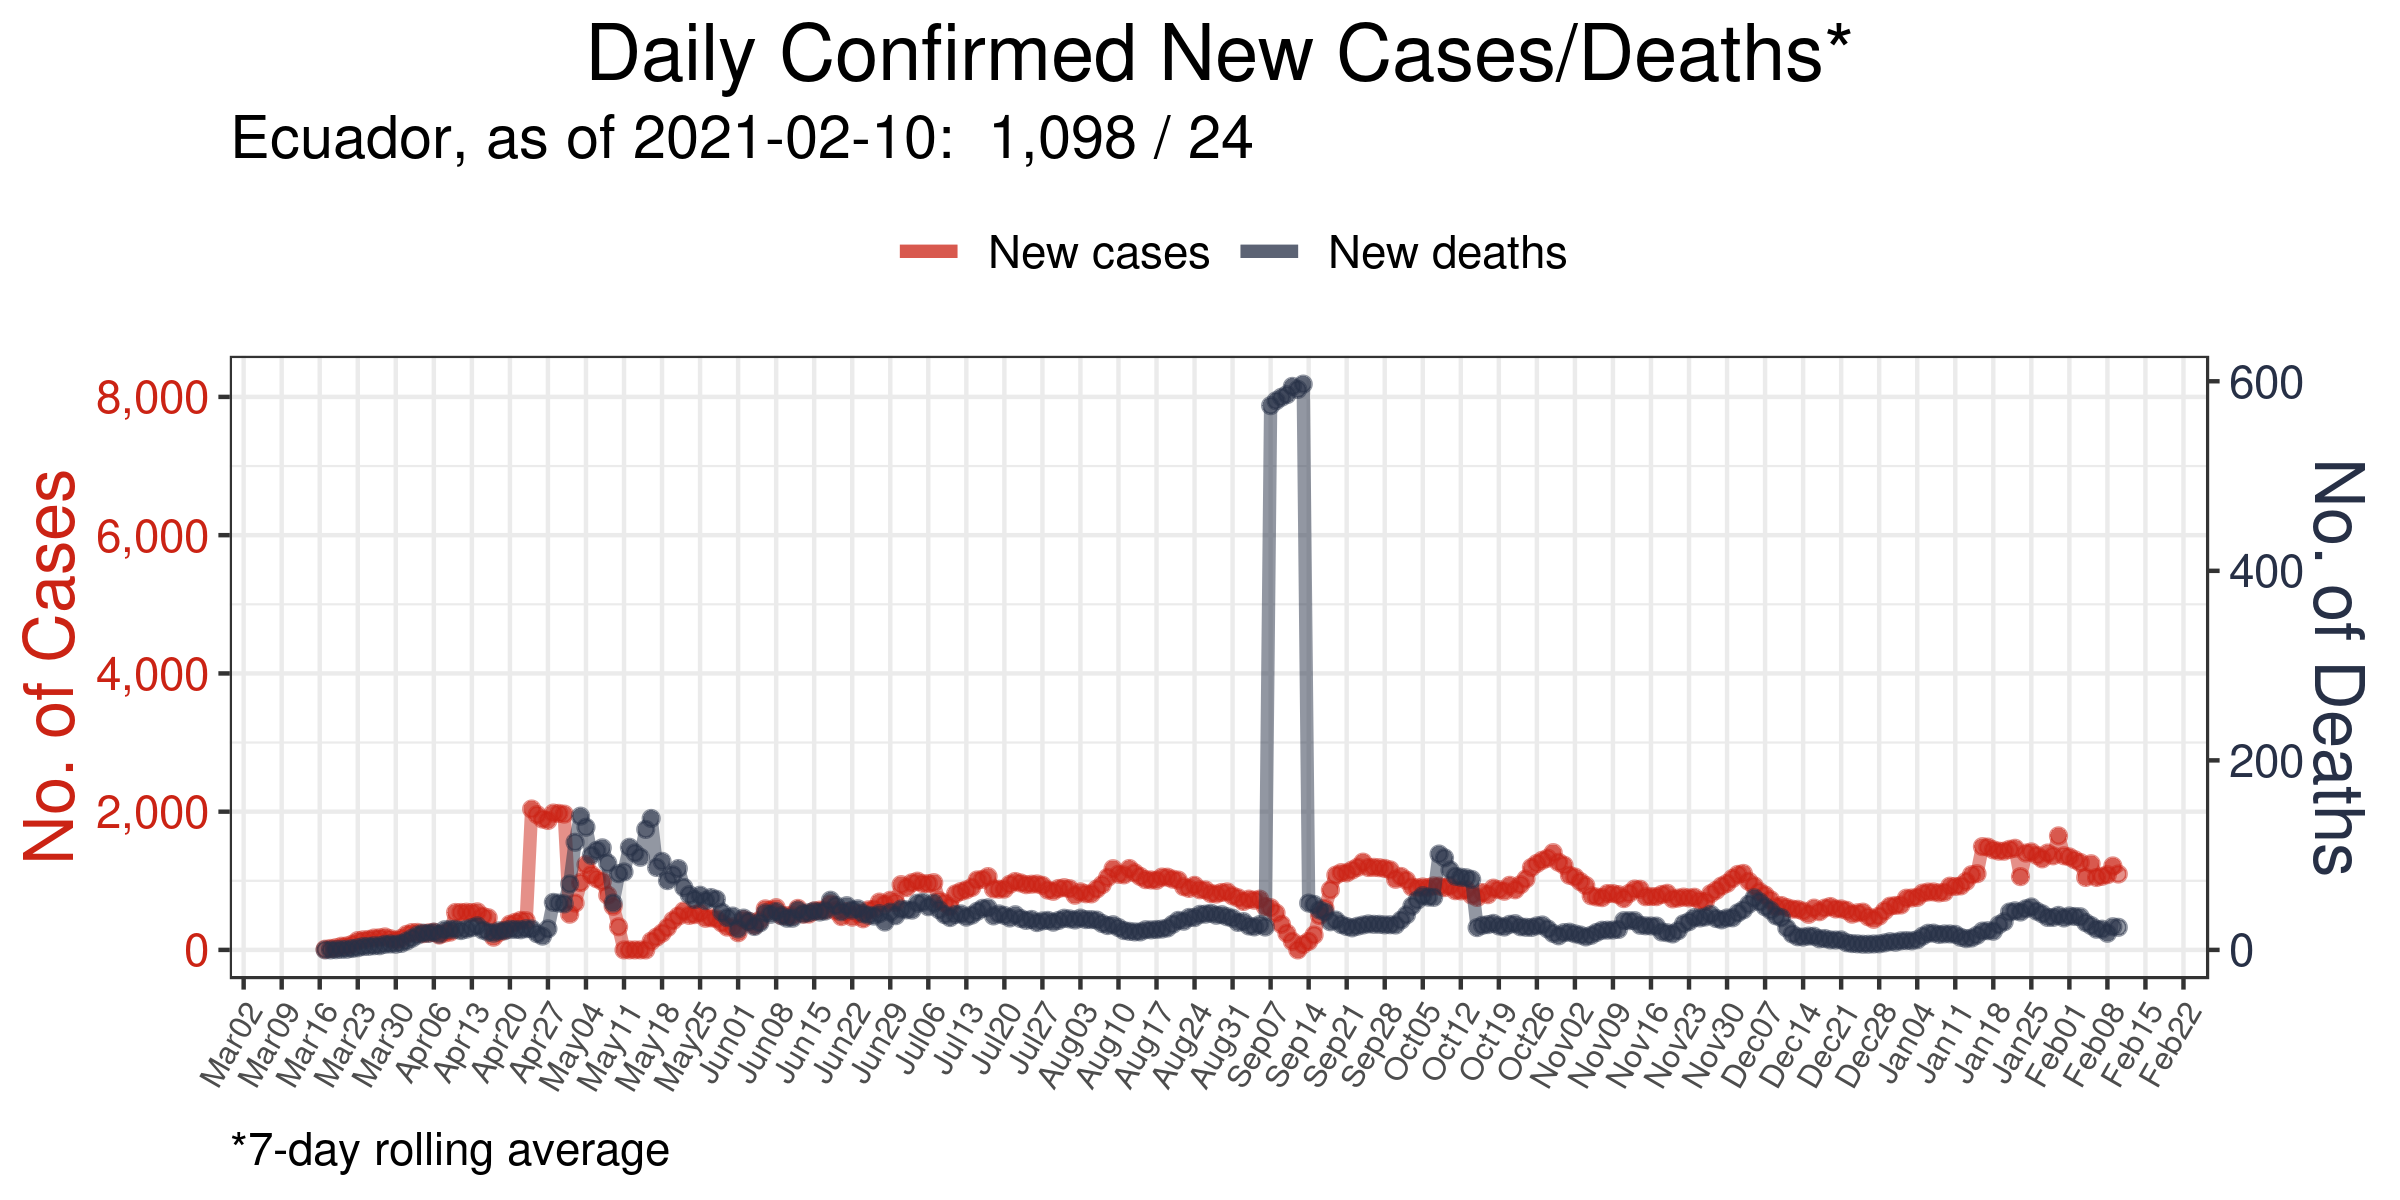 Daily Confirmed New Cases/Deaths*
Ecuador, as of 2021-02-10:  1,098 / 24
New cases
New deaths
No. of Cases
8,000
6,000
4,000
2,000
0
600
400
200
0
No. of Deaths
Mar02
Mar09
Mar16
Mar23
Mar30
Apr06
Apr13
Apr20
Apr27
May04
May11
May18
May25
Jun01
Jun08
Jun15
Jun22
Jun29
Jul06
Jul13
Jul20
Jul27
Aug03
Aug10
Aug17
Aug24
Aug31
Sep07
Sep14
Sep21
Sep28
Oct05
Oct12
Oct19
Oct26
Nov02
Nov09
Nov16
Nov23
Nov30
Dec07
Dec14
Dec21
Dec28
Jan04
Jan11
Jan18
Jan25
Feb01
Feb08
Feb15
Feb22
*7-day rolling average